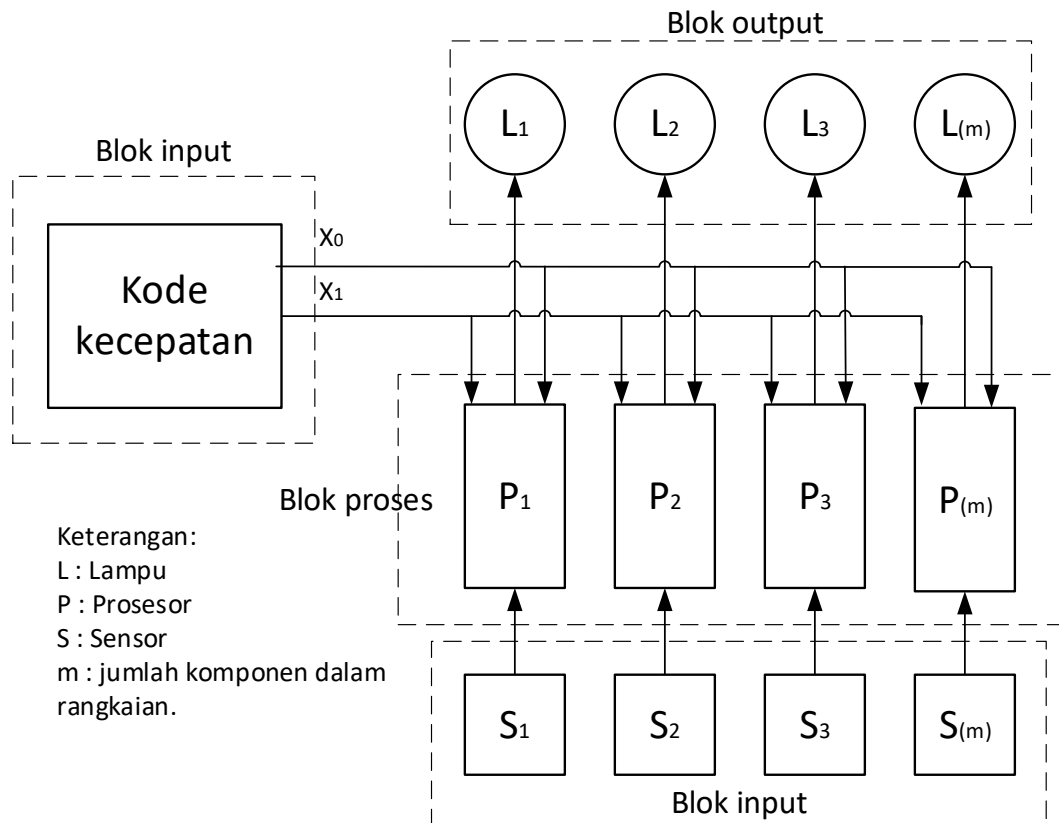 Blok output
L1 L2 L3 L(m)
Blok input
X0
Kode
kecepatan
X1
Blok proses
P1 P2 P3 P(m)
Keterangan:
L : Lampu
P : Prosesor
S : Sensor
m : jumlah komponen dalam
rangkaian.
S1 S2 S3 S(m)
Blok input